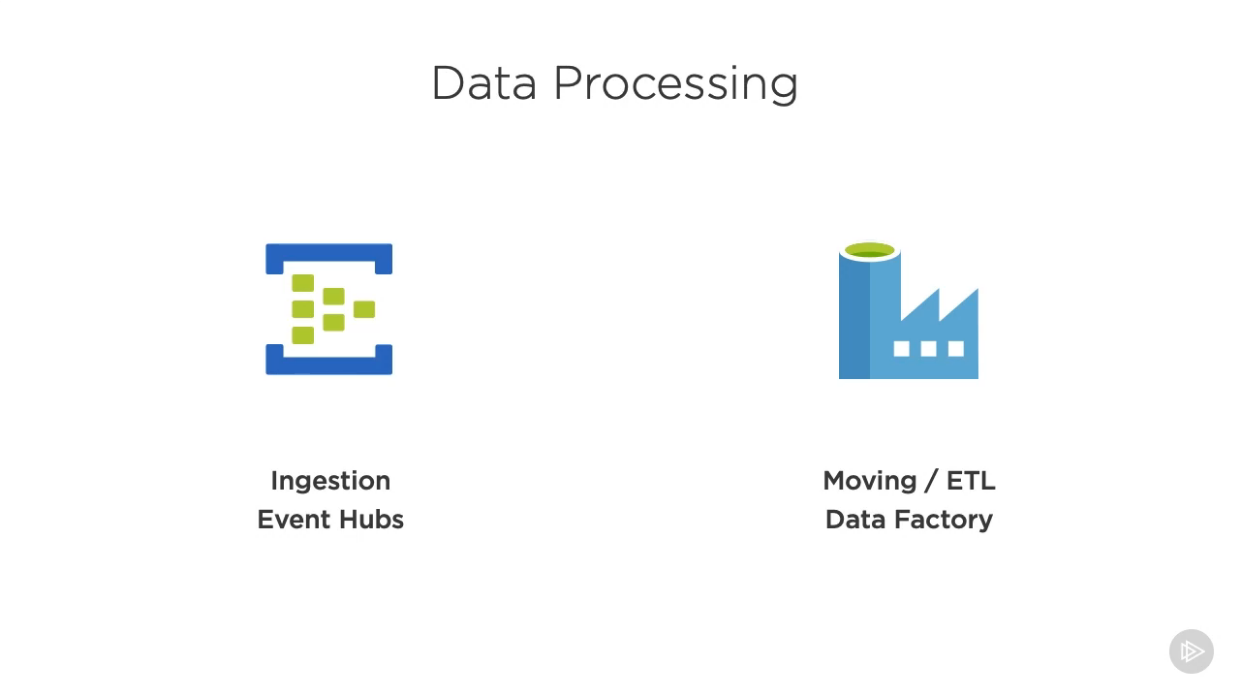 Data Processing
Ingestion
Event Hubs
Moving / ETL
Data Factory